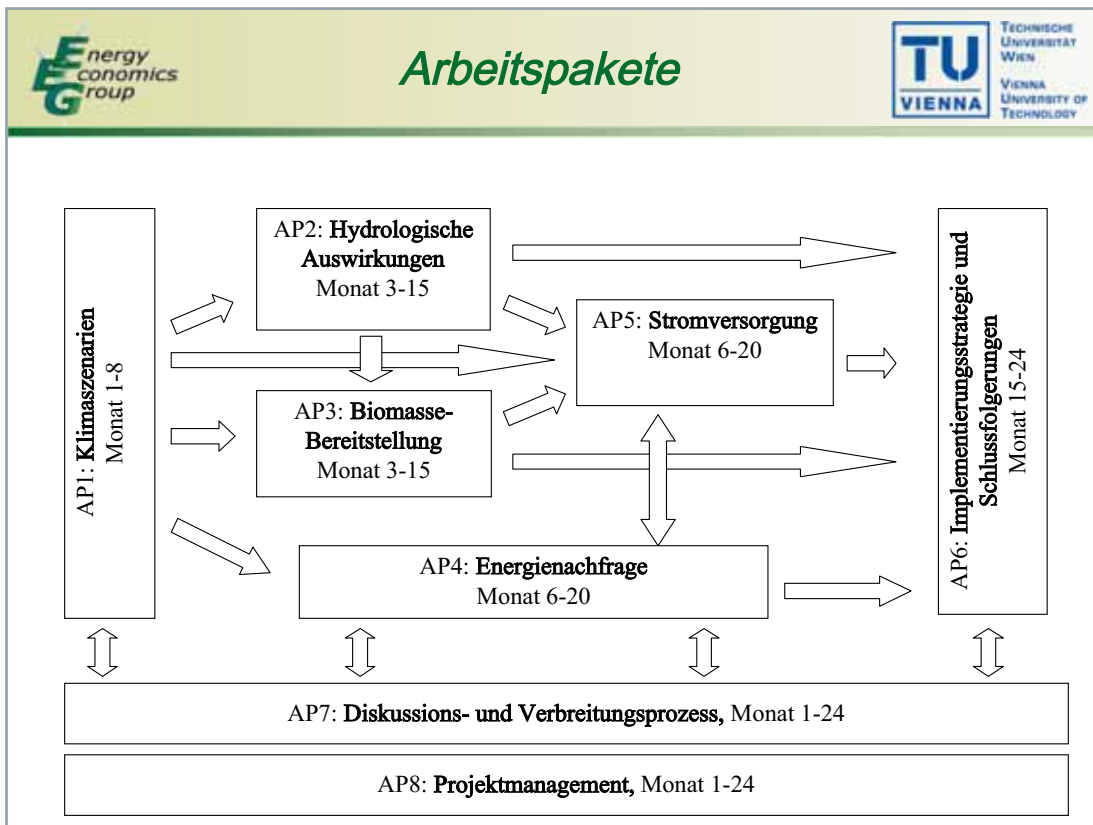 Energy
Economics
Group
Arbeitspakete
TU
VIENNA
TECHNISCHE
UNIVERSITÄT
WIEN
VIENNA
UNIVERSITY OF
TECHNOLOGY
AP1: Klimaszenarien
Monat 1-8
AP2: Hydrologische
Auswirkungen
Monat 3-15
AP3: Biomasse-
Bereitstellung
Monat 3-15
AP5: Stromversorgung
Monat 6-20
AP4: Energienachfrage
Monat 6-20
AP6: Implementierungsstrategie und
Schlussfolgerungen
Monat 15-24
AP7: Diskussions- und Verbreitungsprozess, Monat 1-24
AP8: Projektmanagement, Monat 1-24